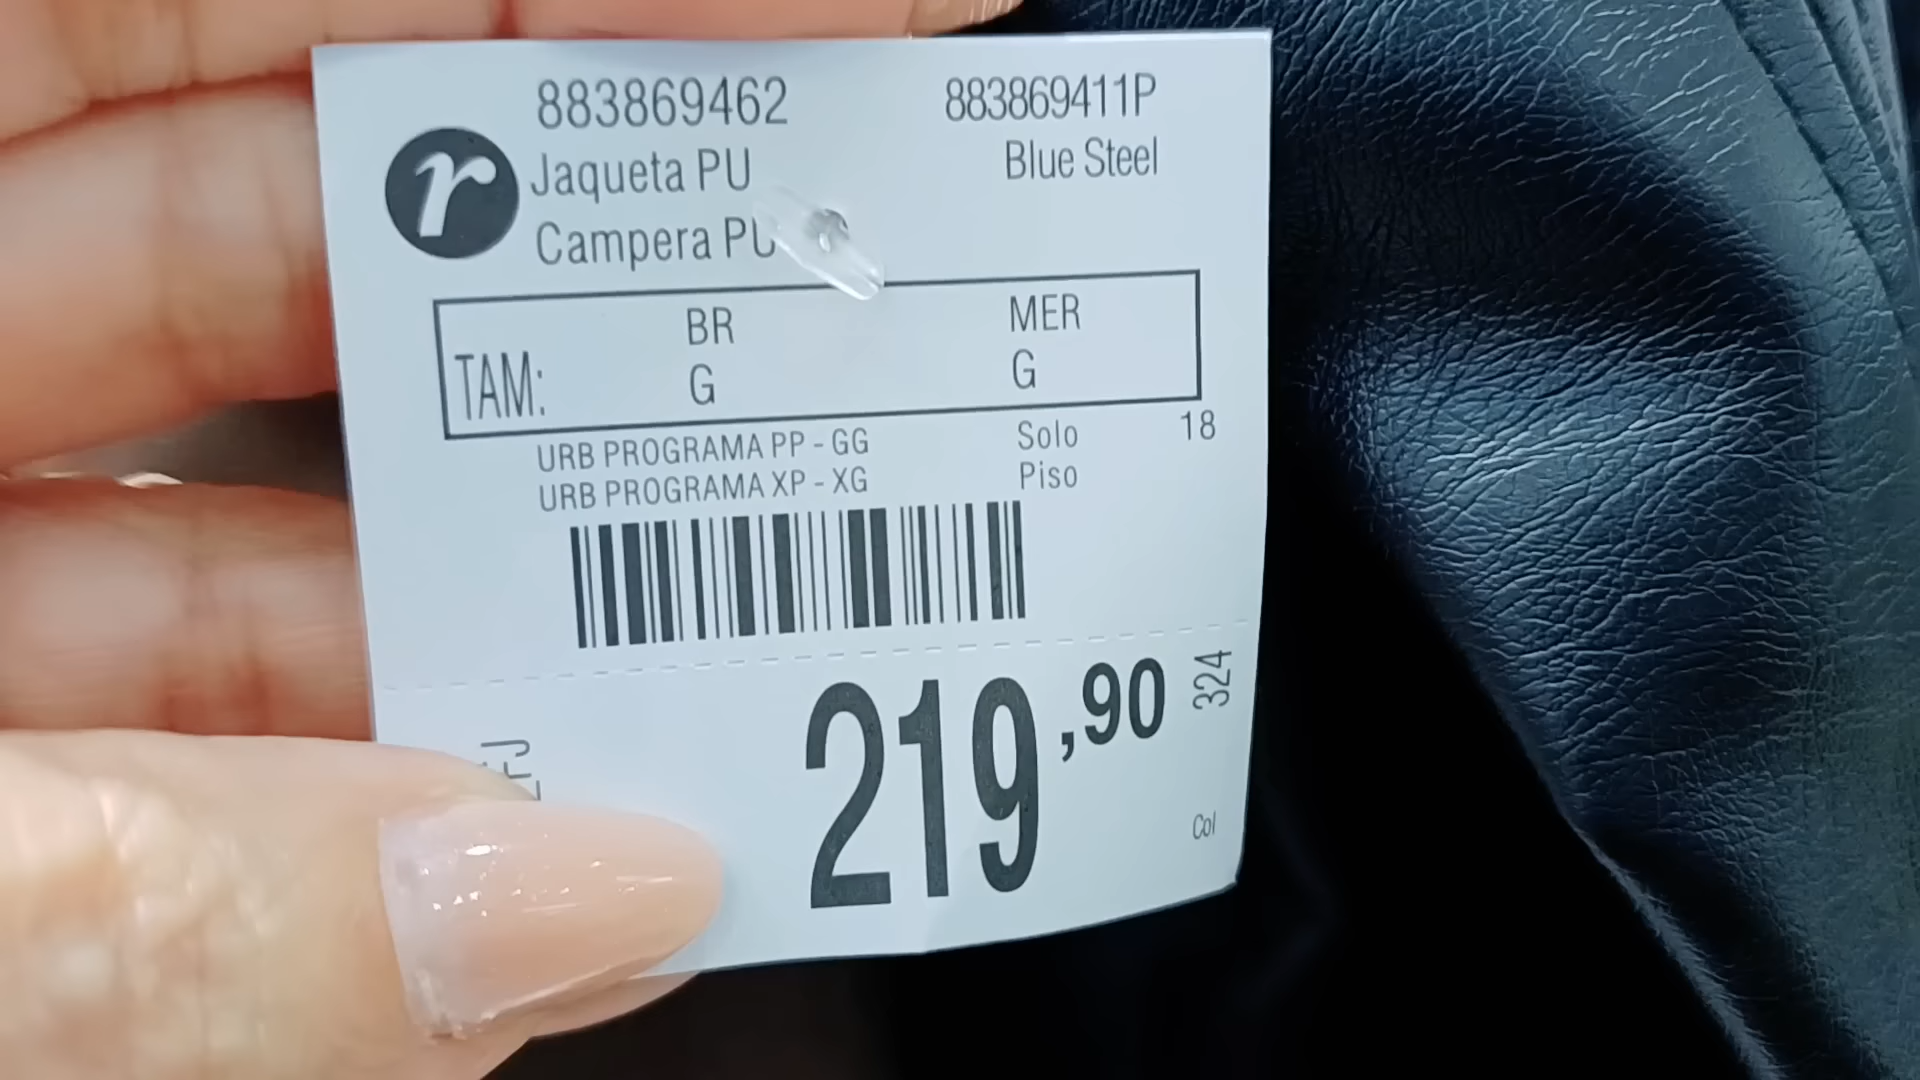 883869462 883869411P
r Jaqueta PU Blue Steel
Campera PU
BR MER
TAM: G G
URB PROGRAMA PP - GG Solo 18
URB PROGRAMA XP - XG Piso
219,90
324
Col